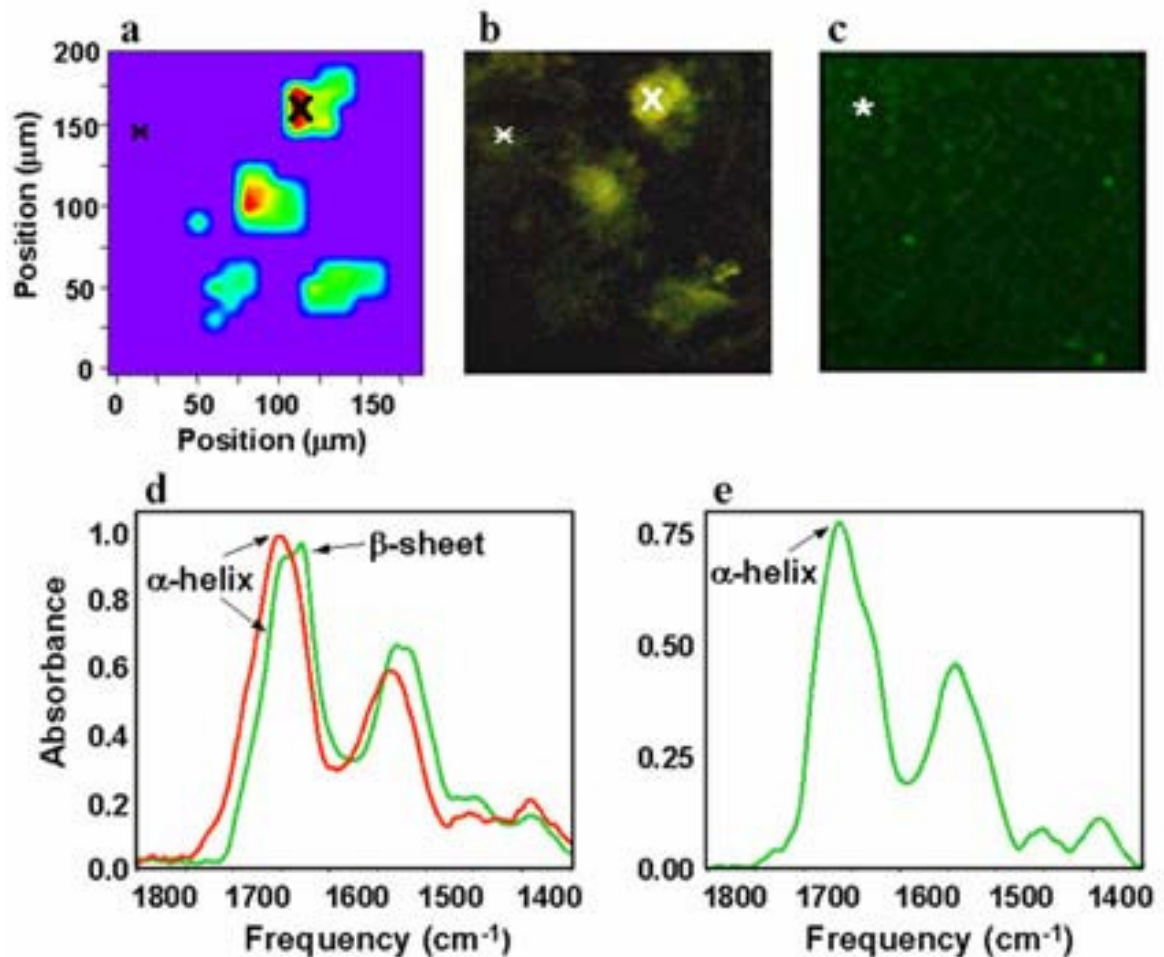 a
b
c
200
150
100
50
0
Position (μm)
0 50 100 150
Position (μm)
d
e
1.0
0.8
0.6
0.4
0.2
0.0
Absorbance
α-helix
β-sheet
1800 1700 1600 1500 1400
Frequency (cm-1)
0.75
0.50
0.25
0.00
α-helix
1800 1700 1600 1500 1400
Frequency (cm-1)